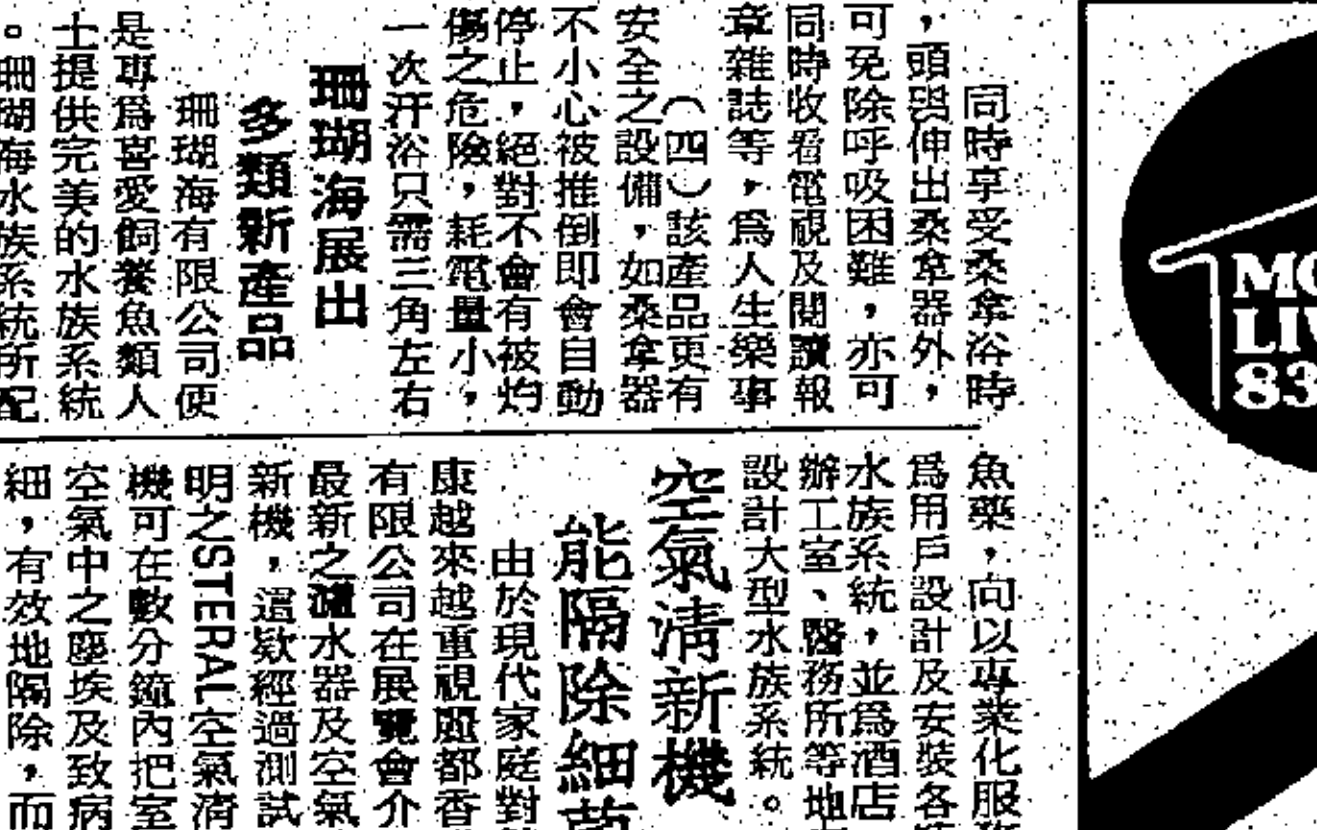 同時享受桑拿浴時
，頭與伸出桑拿器外，
可免除呼吸困難，亦可
同時收看電視及閱讀報
章雜誌等，爲人生樂事
（四）該產品更有
安全之設備，如桑拿器
不小心被推倒即會自動
停止，絕對不會有被灼
傷之危險，耗電量小，
一次汗浴只需三角左右
珊瑚海展出
多類新產品
珊瑚海有限公司便
是專爲喜愛飼養魚類人
士提供完美的水族系統
。珊瑚海水族系統所配
魚藥，向以專業化服務
爲用戶設計及安裝各
水族系統，並爲酒店
辦工室、醫務所等地
設計大型水族系統。
空氣清新機
能隔除細菌
由於現代家庭對
康越來越重視麗都香
有限公司在展覽會介
最新之濾水器及空氣
新機，這欵經過測試
明之STERAL空氣清
機可在數分鐘內把室
空氣中之塵埃及致病
細，有效地隔除，而
MO
LIV
83